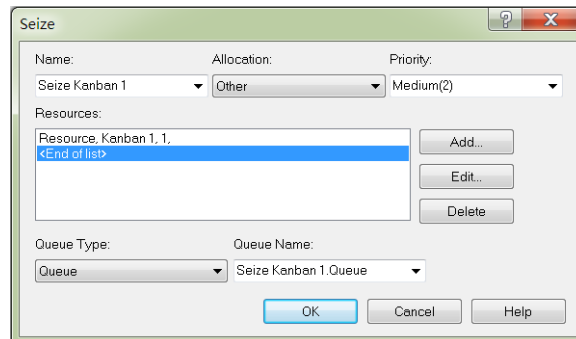 Seize
Name: Allocation: Priority:
Seize Kanban 1 Other Medium(2)
Resources:
Resource, Kanban 1, 1,
<End of list>
Add...
Edit...
Delete
Queue Type: Queue Name:
Queue Seize Kanban 1.Queue
OK Cancel Help